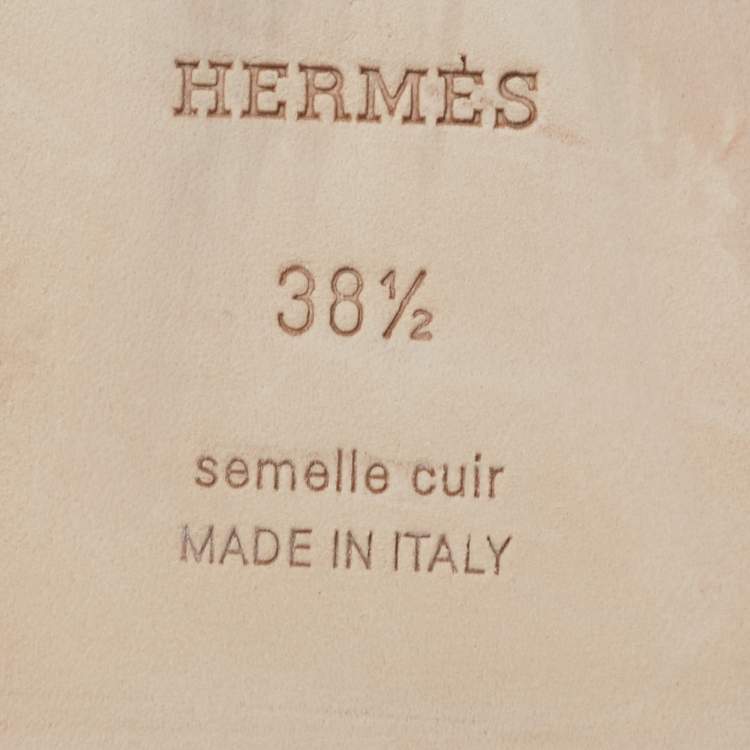 HERMÈS
38½
semelle cuir
MADE IN ITALY